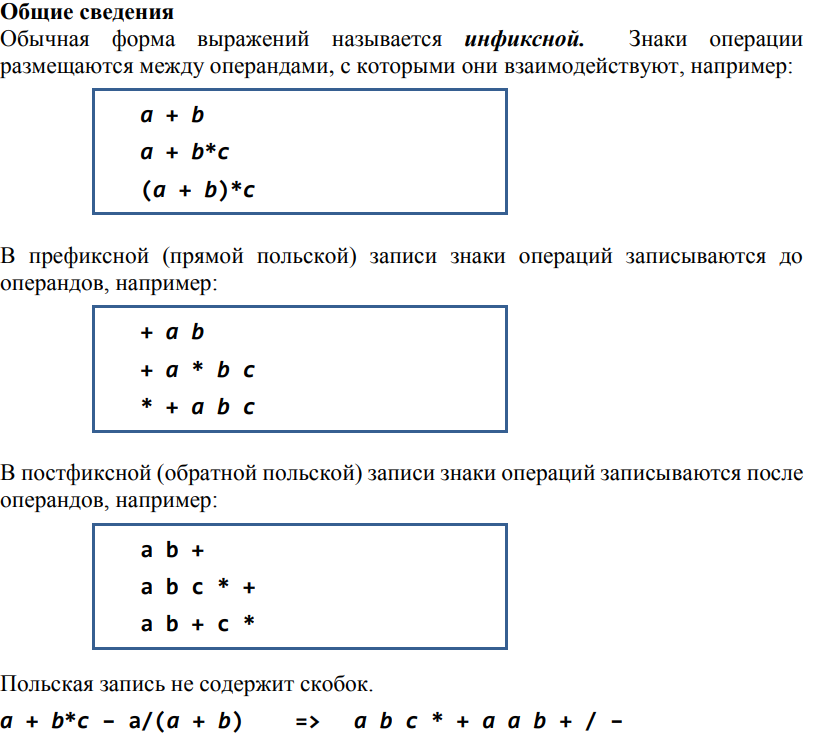 Общие сведения
Обычная форма выражений называется инфиксной. Знаки операции
размещаются между операндами, с которыми они взаимодействуют, например:
a + b
a + b*c
(a + b)*c
В префиксной (прямой польской) записи знаки операций записываются до
операндов, например:
+ a b
+ a * b c
* + a b c
В постфиксной (обратной польской) записи знаки операций записываются после
операндов, например:
a b +
a b c * +
a b + c *
Польская запись не содержит скобок.
a + b*c – a/(a + b) => a b c * + a a b + / –